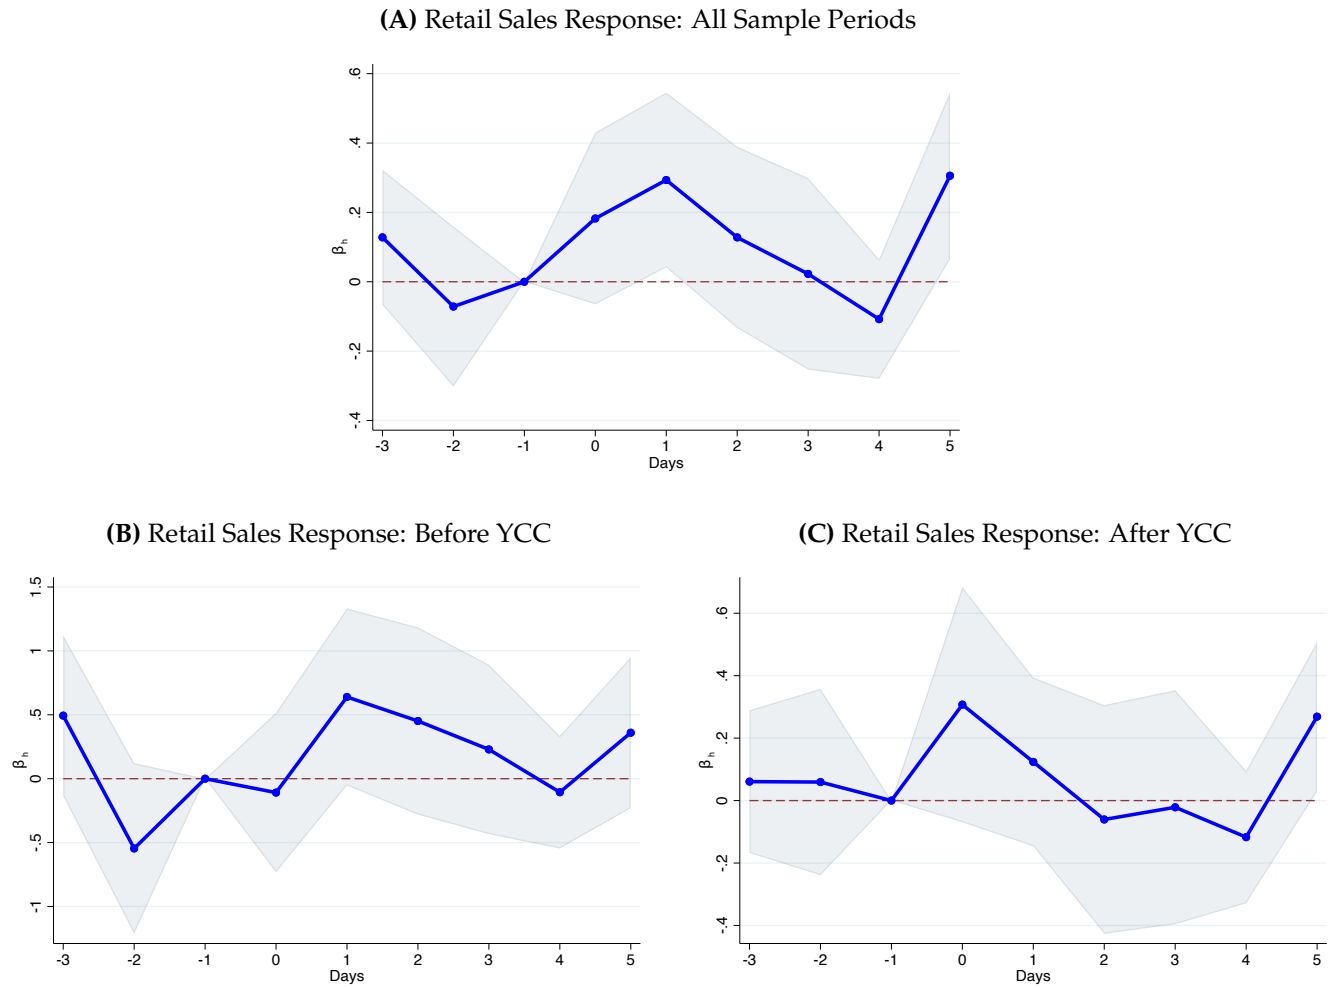 (A) Retail Sales Response: All Sample Periods
.6
.4
.2
0
-.2
-.4
βh
-3 -2 -1 0 1 2 3 4 5
Days
(B) Retail Sales Response: Before YCC
1.5
1
.5
0
-.5
-1
βh
-3 -2 -1 0 1 2 3 4 5
Days
(C) Retail Sales Response: After YCC
.6
.4
.2
0
-.2
-.4
βh
-3 -2 -1 0 1 2 3 4 5
Days